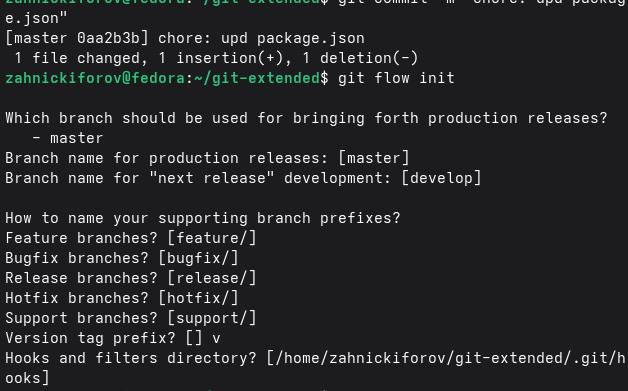 zahnickiforov@fedora:~/git-extended$ git commit -m "chore: upd packag
e.json"
[master 0aa2b3b] chore: upd package.json
 1 file changed, 1 insertion(+), 1 deletion(-)
zahnickiforov@fedora:~/git-extended$ git flow init

Which branch should be used for bringing forth production releases?
   - master
Branch name for production releases: [master]
Branch name for "next release" development: [develop]

How to name your supporting branch prefixes?
Feature branches? [feature/]
Bugfix branches? [bugfix/]
Release branches? [release/]
Hotfix branches? [hotfix/]
Support branches? [support/]
Version tag prefix? [] v
Hooks and filters directory? [/home/zahnickiforov/git-extended/.git/h
ooks]